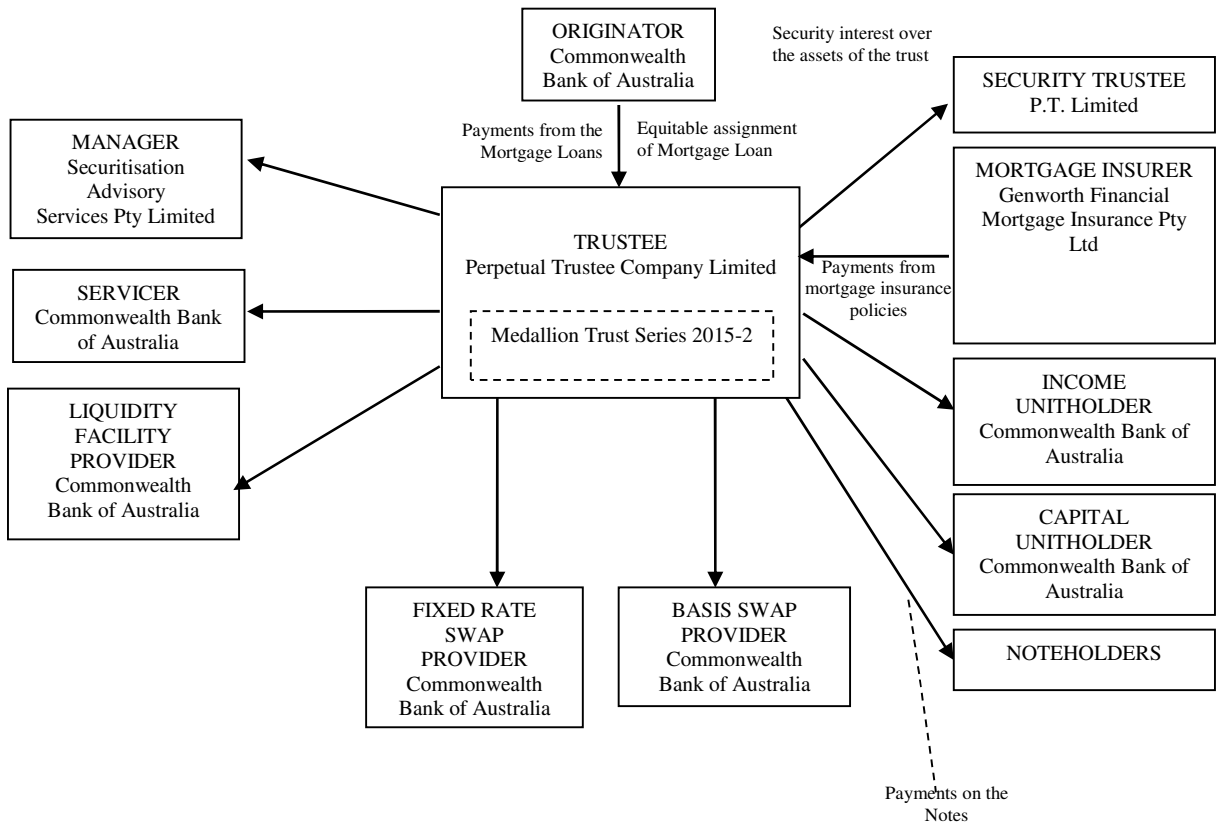 ORIGINATOR
Commonwealth
Bank of Australia
Security interest over
the assets of the trust
SECURITY TRUSTEE
P.T. Limited
Payments from the
Mortgage Loans
Equitable assignment
of Mortgage Loan
MANAGER
Securitisation
Advisory
Services Pty Limited
MORTGAGE INSURER
Genworth Financial
Mortgage Insurance Pty
Ltd
TRUSTEE
Perpetual Trustee Company Limited
Medallion Trust Series 2015-2
Payments from
mortgage insurance
policies
SERVICER
Commonwealth Bank
of Australia
INCOME
UNITHOLDER
Commonwealth Bank of
Australia
LIQUIDITY
FACILITY
PROVIDER
Commonwealth
Bank of Australia
CAPITAL
UNITHOLDER
Commonwealth Bank of
Australia
FIXED RATE
SWAP
PROVIDER
Commonwealth
Bank of Australia
BASIS SWAP
PROVIDER
Commonwealth
Bank of Australia
NOTEHOLDERS
Payments on the
Notes